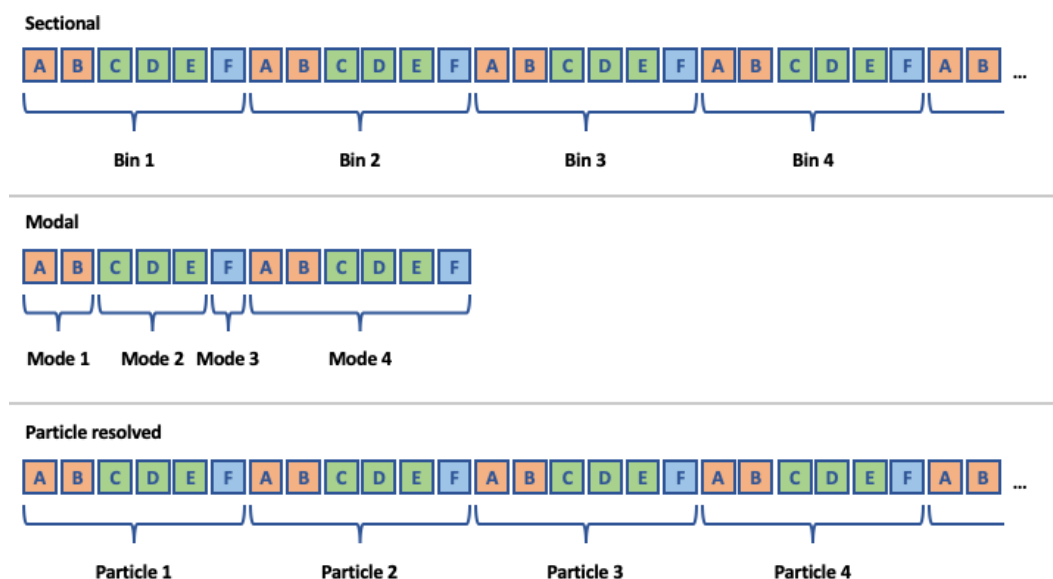 Sectional
A B C D E F A B C D E F A B C D E F A B C D E F A B ...
Bin 1 Bin 2 Bin 3 Bin 4
Modal
A B C D E F A B C D E F
Mode 1 Mode 2 Mode 3 Mode 4
Particle resolved
A B C D E F A B C D E F A B C D E F A B C D E F A B ...
Particle 1 Particle 2 Particle 3 Particle 4